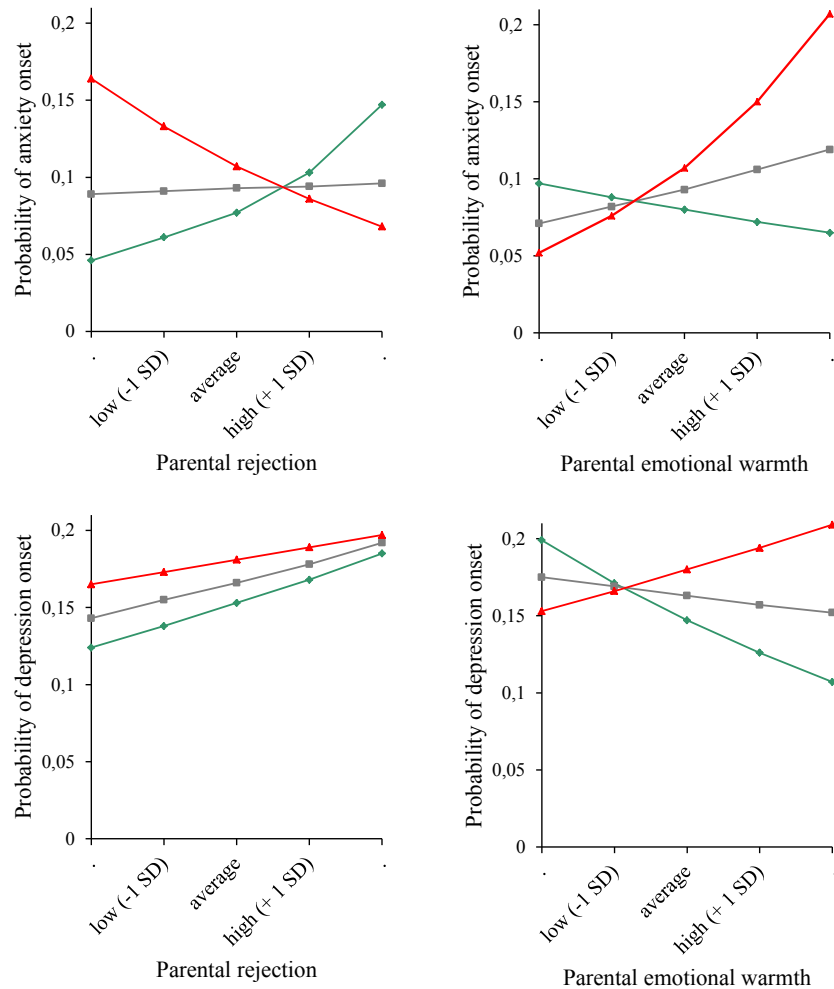 0,2
0,15
0,1
0,05
0
Probability of anxiety onset
.
low (-1 SD)
average
high (+ 1 SD)
.
Parental rejection
0,2
0,15
0,1
0,05
0
Probability of anxiety onset
.
low (-1 SD)
average
high (+ 1 SD)
.
Parental emotional warmth
0,2
0,15
0,1
0,05
0
Probability of depression onset
.
low (-1 SD)
average
high (+ 1 SD)
.
Parental rejection
0,2
0,15
0,1
0,05
0
Probability of depression onset
.
low (-1 SD)
average
high (+ 1 SD)
.
Parental emotional warmth